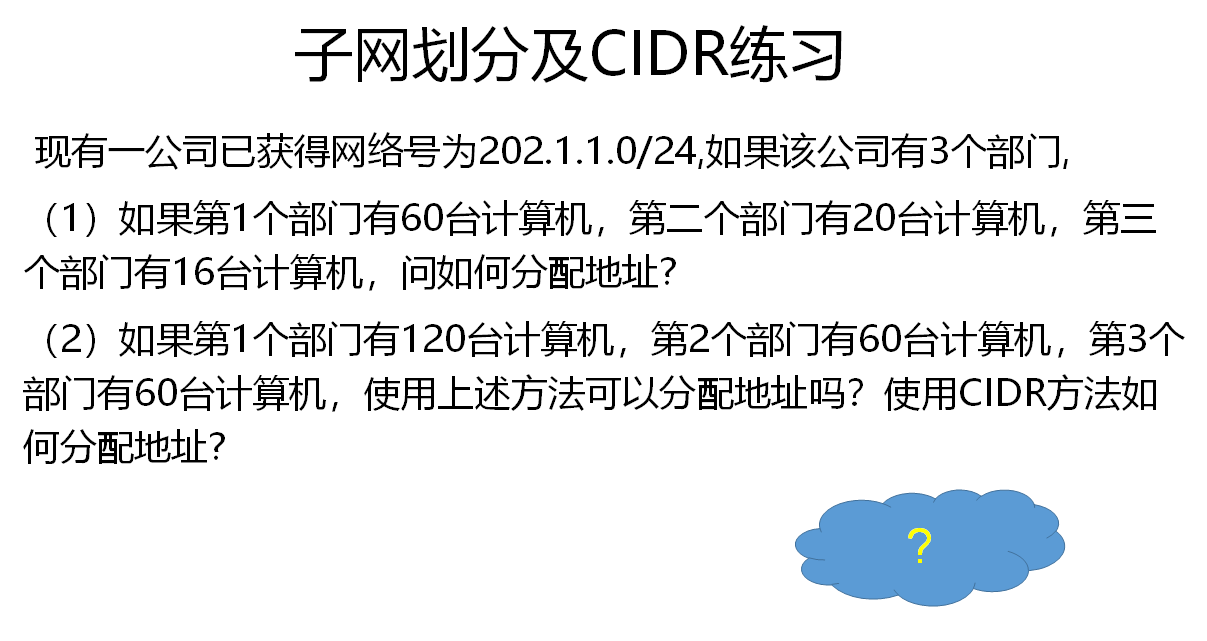 子网划分及CIDR练习
现有一公司已获得网络号为202.1.1.0/24,如果该公司有3个部门,
（1）如果第1个部门有60台计算机，第二个部门有20台计算机，第三
个部门有16台计算机，问如何分配地址？
（2）如果第1个部门有120台计算机，第2个部门有60台计算机，第3个
部门有60台计算机，使用上述方法可以分配地址吗？使用CIDR方法如
何分配地址？
？